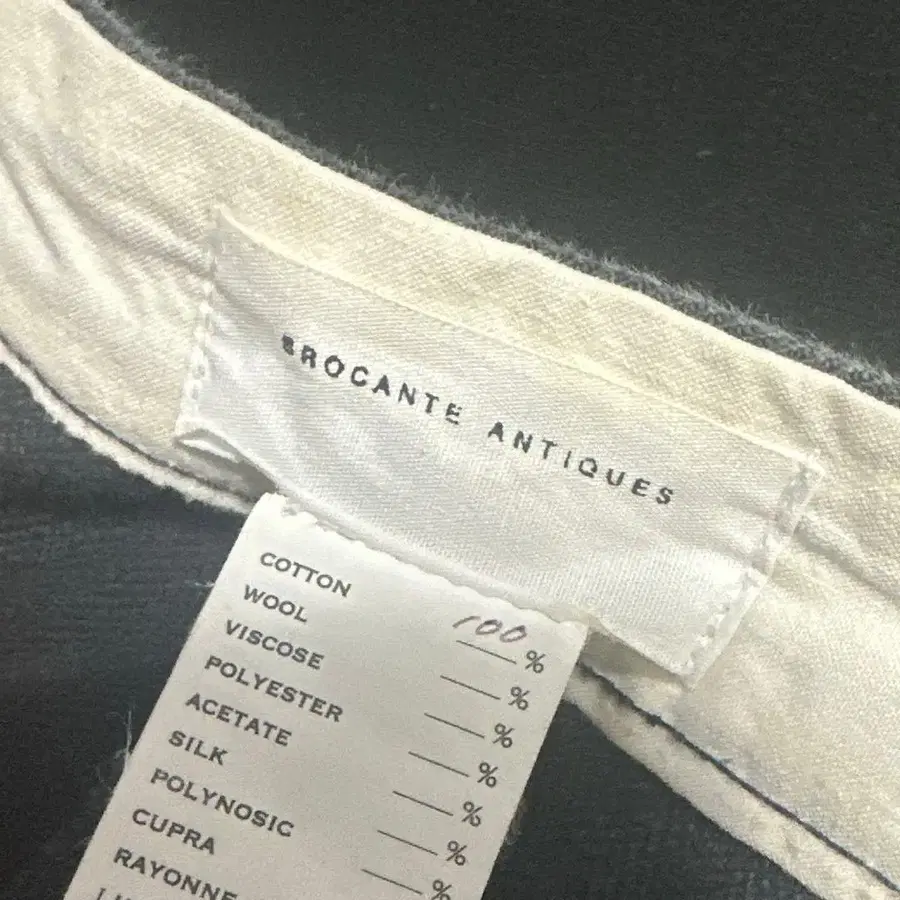 BROCANTE ANTIQUES
COTTON 100 %
WOOL %
VISCOSE %
POLYESTER %
ACETATE %
SILK %
POLYNOSIC %
CUPRA
RAYONNE